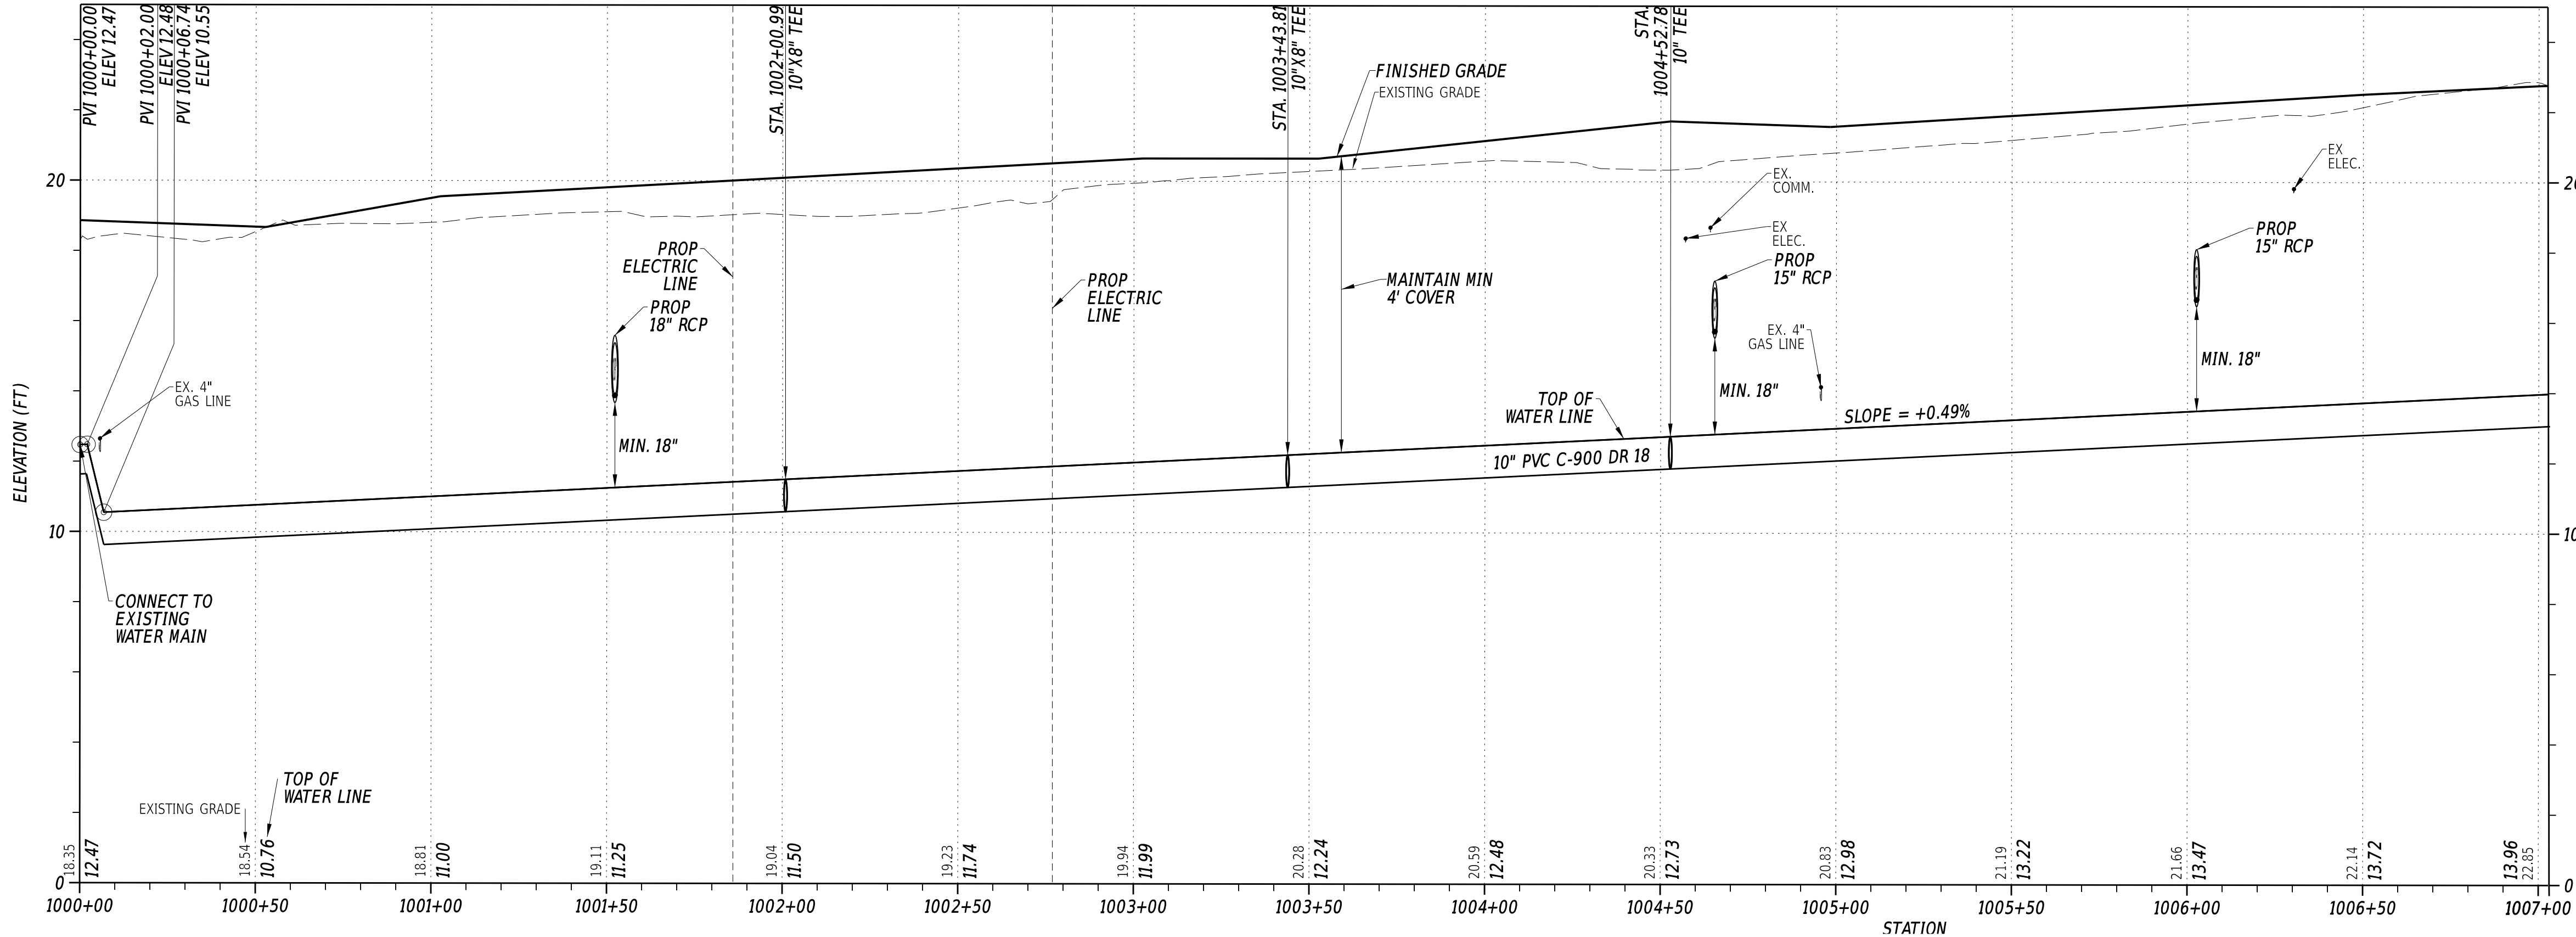 PVI 1000+00.00
ELEV 12.47
PVI 1000+02.00
ELEV 12.48
PVI 1000+06.74
ELEV 10.55
STA. 1002+00.99
10"X8" TEE
STA. 1003+43.81
10"X8" TEE
STA.
1004+52.78
10" TEE
FINISHED GRADE
EXISTING GRADE
EX
ELEC.
EX.
COMM.
EX
ELEC.
PROP
15" RCP
PROP
15" RCP
PROP
ELECTRIC
LINE
PROP
18" RCP
PROP
ELECTRIC
LINE
MAINTAIN MIN
4' COVER
EX. 4"
GAS LINE
MIN. 18"
MIN. 18"
EX. 4"
GAS LINE
MIN. 18"
TOP OF
WATER LINE
SLOPE = +0.49%
10" PVC C-900 DR 18
CONNECT TO
EXISTING
WATER MAIN
TOP OF
WATER LINE
EXISTING GRADE
ELEVATION (FT)
20
10
0
20
10
0
18.35
12.47
18.54
10.76
18.81
11.00
19.11
11.25
19.04
11.50
19.23
11.74
19.94
11.99
20.28
12.24
20.59
12.48
20.33
12.73
20.83
12.98
21.19
13.22
21.66
13.47
22.14
13.72
13.96
22.85
1000+00
1000+50
1001+00
1001+50
1002+00
1002+50
1003+00
1003+50
1004+00
1004+50
1005+00
1005+50
1006+00
1006+50
1007+00
STATION